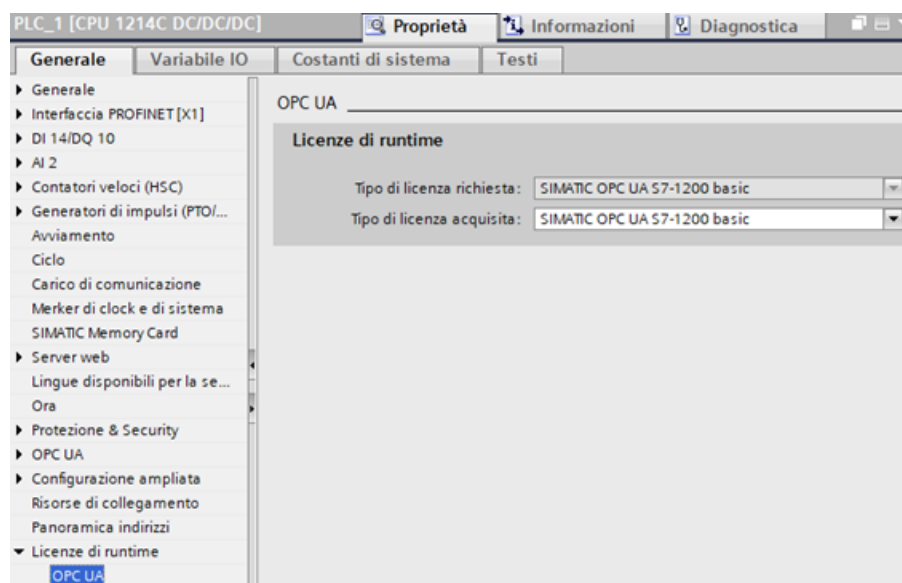 PLC_1 [CPU 1214C DC/DC/DC]
Proprietà
Informazioni
Diagnostica
Generale
Variabile IO
Costanti di sistema
Testi
Generale
Interfaccia PROFINET [X1]
DI 14/DQ 10
AI 2
Contatori veloci (HSC)
Generatori di impulsi (PTO/...
Avviamento
Ciclo
Carico di comunicazione
Merker di clock e di sistema
SIMATIC Memory Card
Server web
Lingue disponibili per la se...
Ora
Protezione & Security
OPC UA
Configurazione ampliata
Risorse di collegamento
Panoramica indirizzi
Licenze di runtime
OPC UA
OPC UA
Licenze di runtime
Tipo di licenza richiesta: SIMATIC OPC UA S7-1200 basic
Tipo di licenza acquisita: SIMATIC OPC UA S7-1200 basic